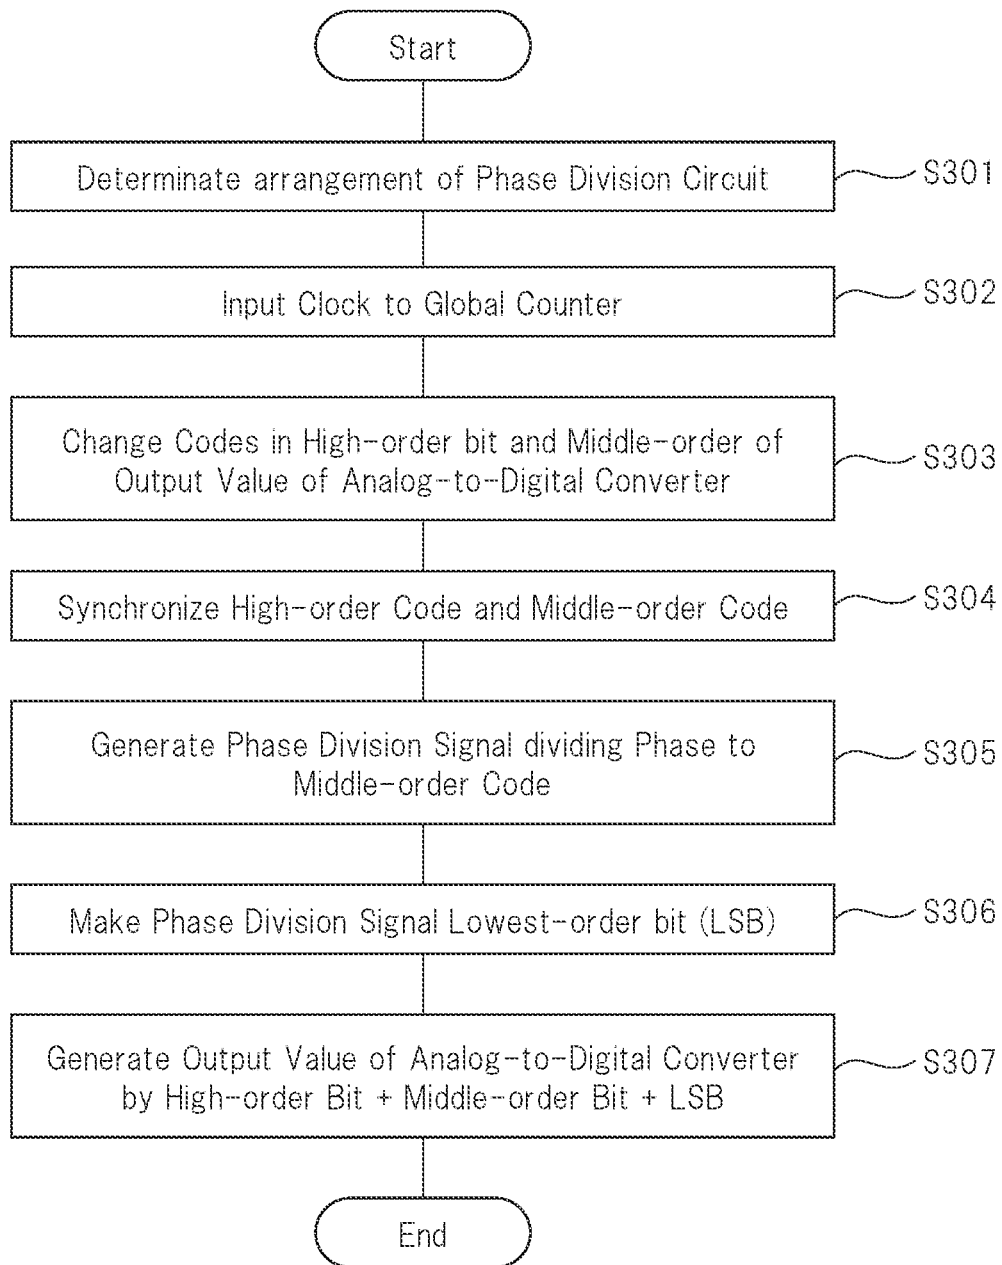 Start
Determinate arrangement of Phase Division Circuit
S301
Input Clock to Global Counter
S302
Change Codes in High-order bit and Middle-order of
Output Value of Analog-to-Digital Converter
S303
Synchronize High-order Code and Middle-order Code
S304
Generate Phase Division Signal dividing Phase to
Middle-order Code
S305
Make Phase Division Signal Lowest-order bit (LSB)
S306
Generate Output Value of Analog-to-Digital Converter
by High-order Bit + Middle-order Bit + LSB
S307
End